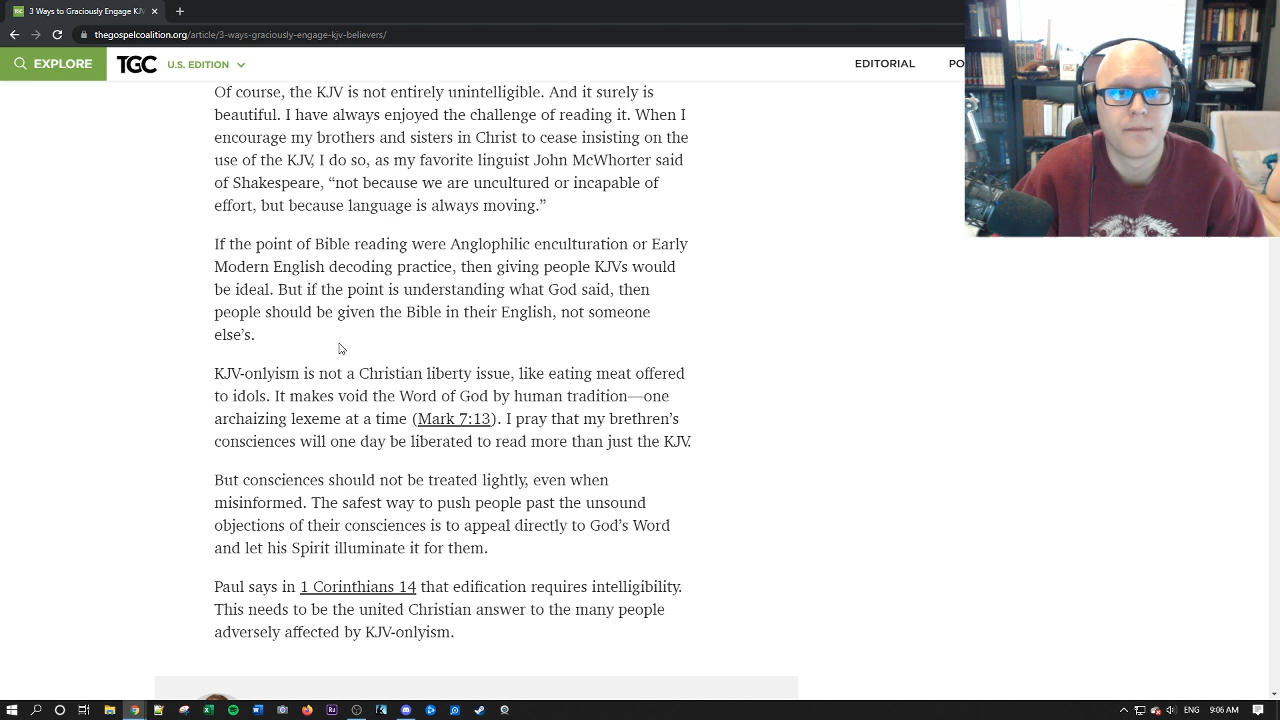 3 Ways Graciously Engage KJV
thegospelcoalition.org/article/3-ways-graciously-engage-kjv-believers/
EXPLORE
TGC
U.S. EDITION
EDITORIAL
PO
Of course, the KJV is not entirely unintelligible. And it surely is
beautiful. I have always enjoyed the challenge of reading it. When I
encourage my brothers and sisters in Christ to cease insisting on the
use of the KJV, I do so, as my favorite linguist John McWhorter said
of Shakespeare, “not because we are uncultured or incapable of
effort, but because language is always moving.”
If the point of Bible reading were Anglophilic enculturation or Early
Modern English decoding practice, then giving people KJVs would
be ideal. But if the point is understanding what God said, then
people should be given the Bible in their English, not someone
else’s.
KJV-onlyism is not a Christian liberty issue, like eating meat offered
to idols. It makes void the Word of God by human tradition—one
archaizing lexeme at a time (Mark 7:13). I pray that my brethren’s
consciences will one day be liberated to read more than just the KJV.
But consciences should not be treated lightly, even when
misinformed. The safest way to push people past the unsound
objections of their consciences is to appeal directly to God’s Word
and let his Spirit illuminate it for them.
Paul says in 1 Corinthians 14 that edification requires intelligibility.
This needs to be the united Christian answer to the many people
adversely affected by KJV-onlyism.
9:06 AM